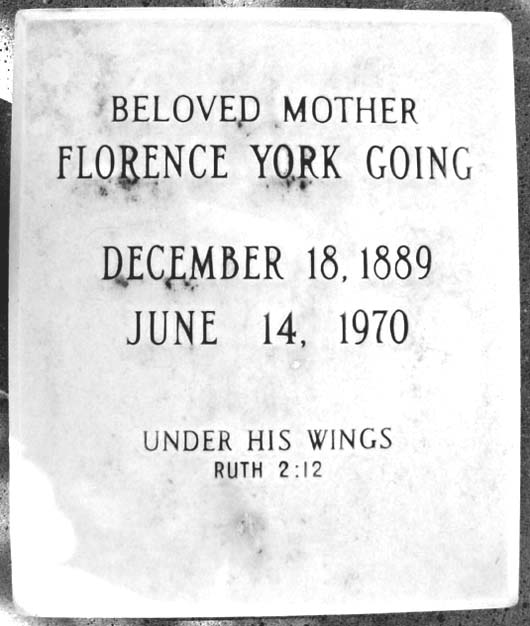 BELOVED MOTHER
FLORENCE YORK GOING
DECEMBER 18, 1889
JUNE 14, 1970
UNDER HIS WINGS
RUTH 2:12